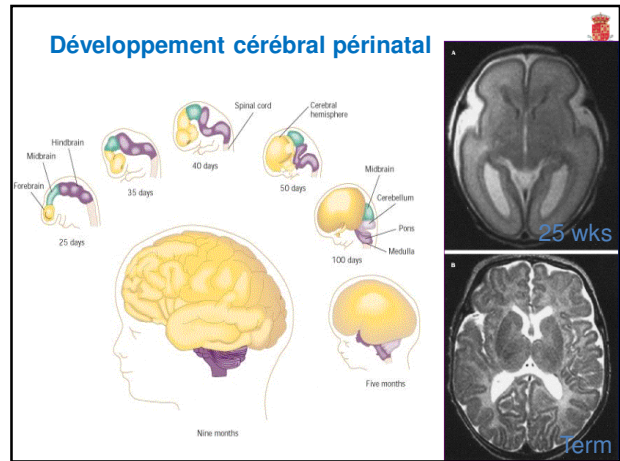 Développement cérébral périnatal
A
Spinal cord
Cerebral
hemisphere
Hindbrain
Midbrain
Forebrain
40 days
35 days
50 days
25 days
Midbrain
Cerebellum
Pons
Medulla
100 days
25 wks
B
Five months
Nine months
Term